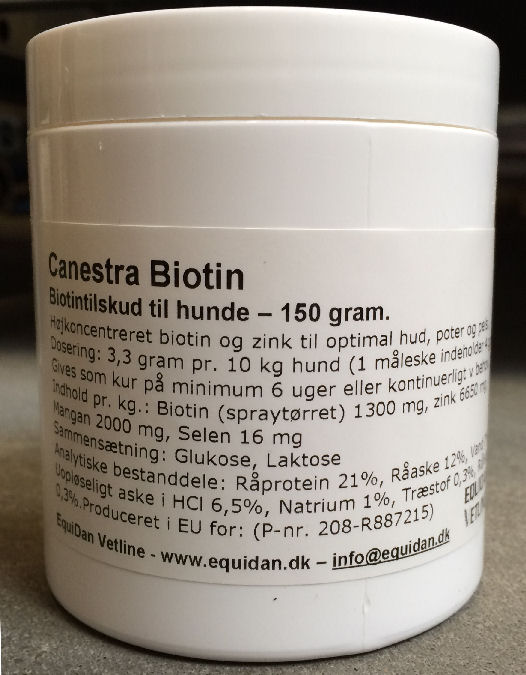 Canestra Biotin
Biotintilskud til hunde – 150 gram.
Højkoncentreret biotin og zink til optimal hud, poter og pels
Dosering: 3,3 gram pr. 10 kg hund (1 måleske indeholder
Gives som kur på minimum 6 uger eller kontinuerligt v
Indhold pr. kg.: Biotin (spraytørret) 1300 mg, zink 6650 mg
Mangan 2000 mg, Selen 16 mg
Sammensætning: Glukose, Laktose
Analytiske bestanddele: Råprotein 21%, Råaske 12%,
Uopløseligt aske i HCl 6,5%, Natrium 1%, Træstof 0,3%,
0,3%.Produceret i EU for: (P-nr. 208-R887215)
EquiDan Vetline - www.equidan.dk – info@equidan.dk